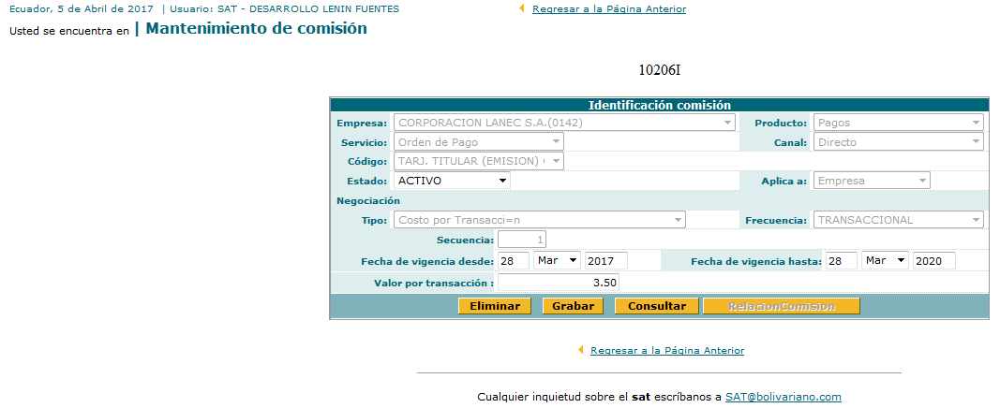 Ecuador, 5 de Abril de 2017 | Usuario: SAT - DESARROLLO LENIN FUENTES Regresar a la Página Anterior
Usted se encuentra en | Mantenimiento de comisión
10206I
Identificación comisión
Empresa: CORPORACION LANEC S.A.(0142) Producto: Pagos
Servicio: Orden de Pago Canal: Directo
Código: TARJ. TITULAR (EMISION)
Estado: ACTIVO Aplica a: Empresa
Negociación
Tipo: Costo por Transacci=n Frecuencia: TRANSACCIONAL
Secuencia: 1
Fecha de vigencia desde: 28 Mar 2017 Fecha de vigencia hasta: 28 Mar 2020
Valor por transacción : 3.50
Eliminar Grabar Consultar RelacionComision
Regresar a la Página Anterior
Cualquier inquietud sobre el sat escríbanos a SAT@bolivariano.com